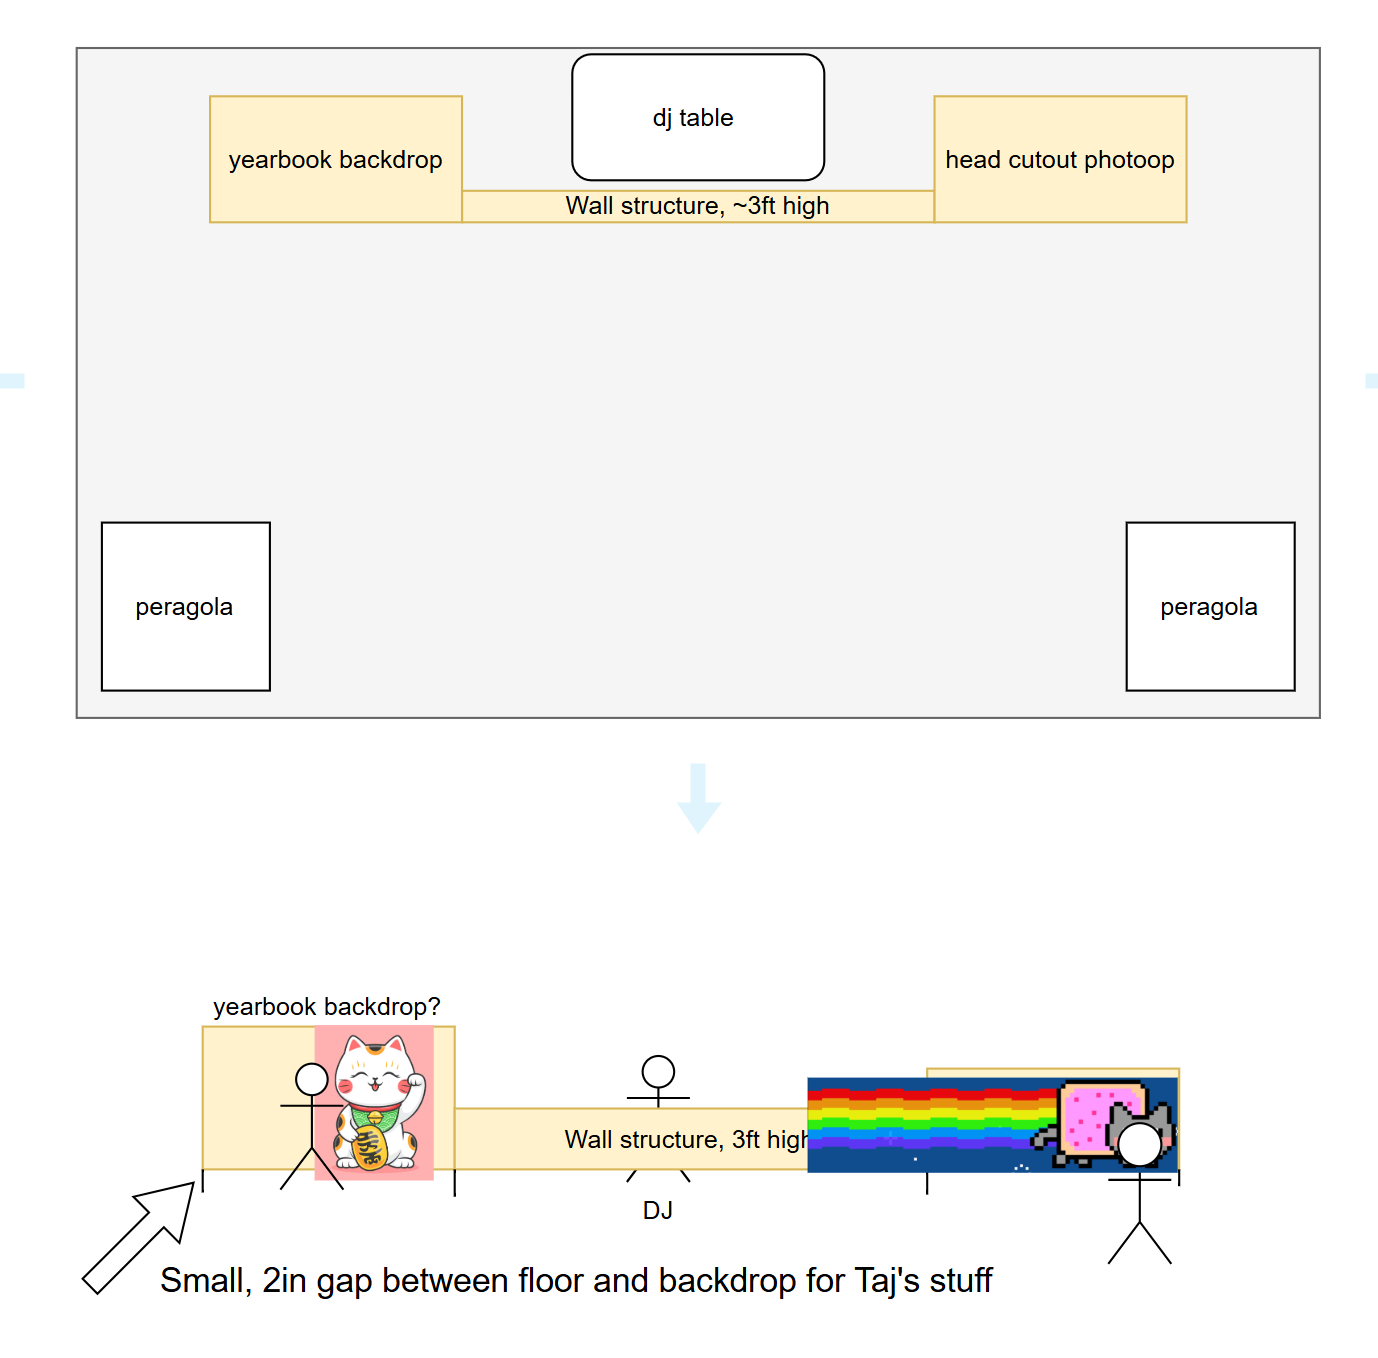 dj table
yearbook backdrop
head cutout photoop
Wall structure, ~3ft high
peragola
peragola
yearbook backdrop?
Wall structure, 3ft high
DJ
Small, 2in gap between floor and backdrop for Taj's stuff